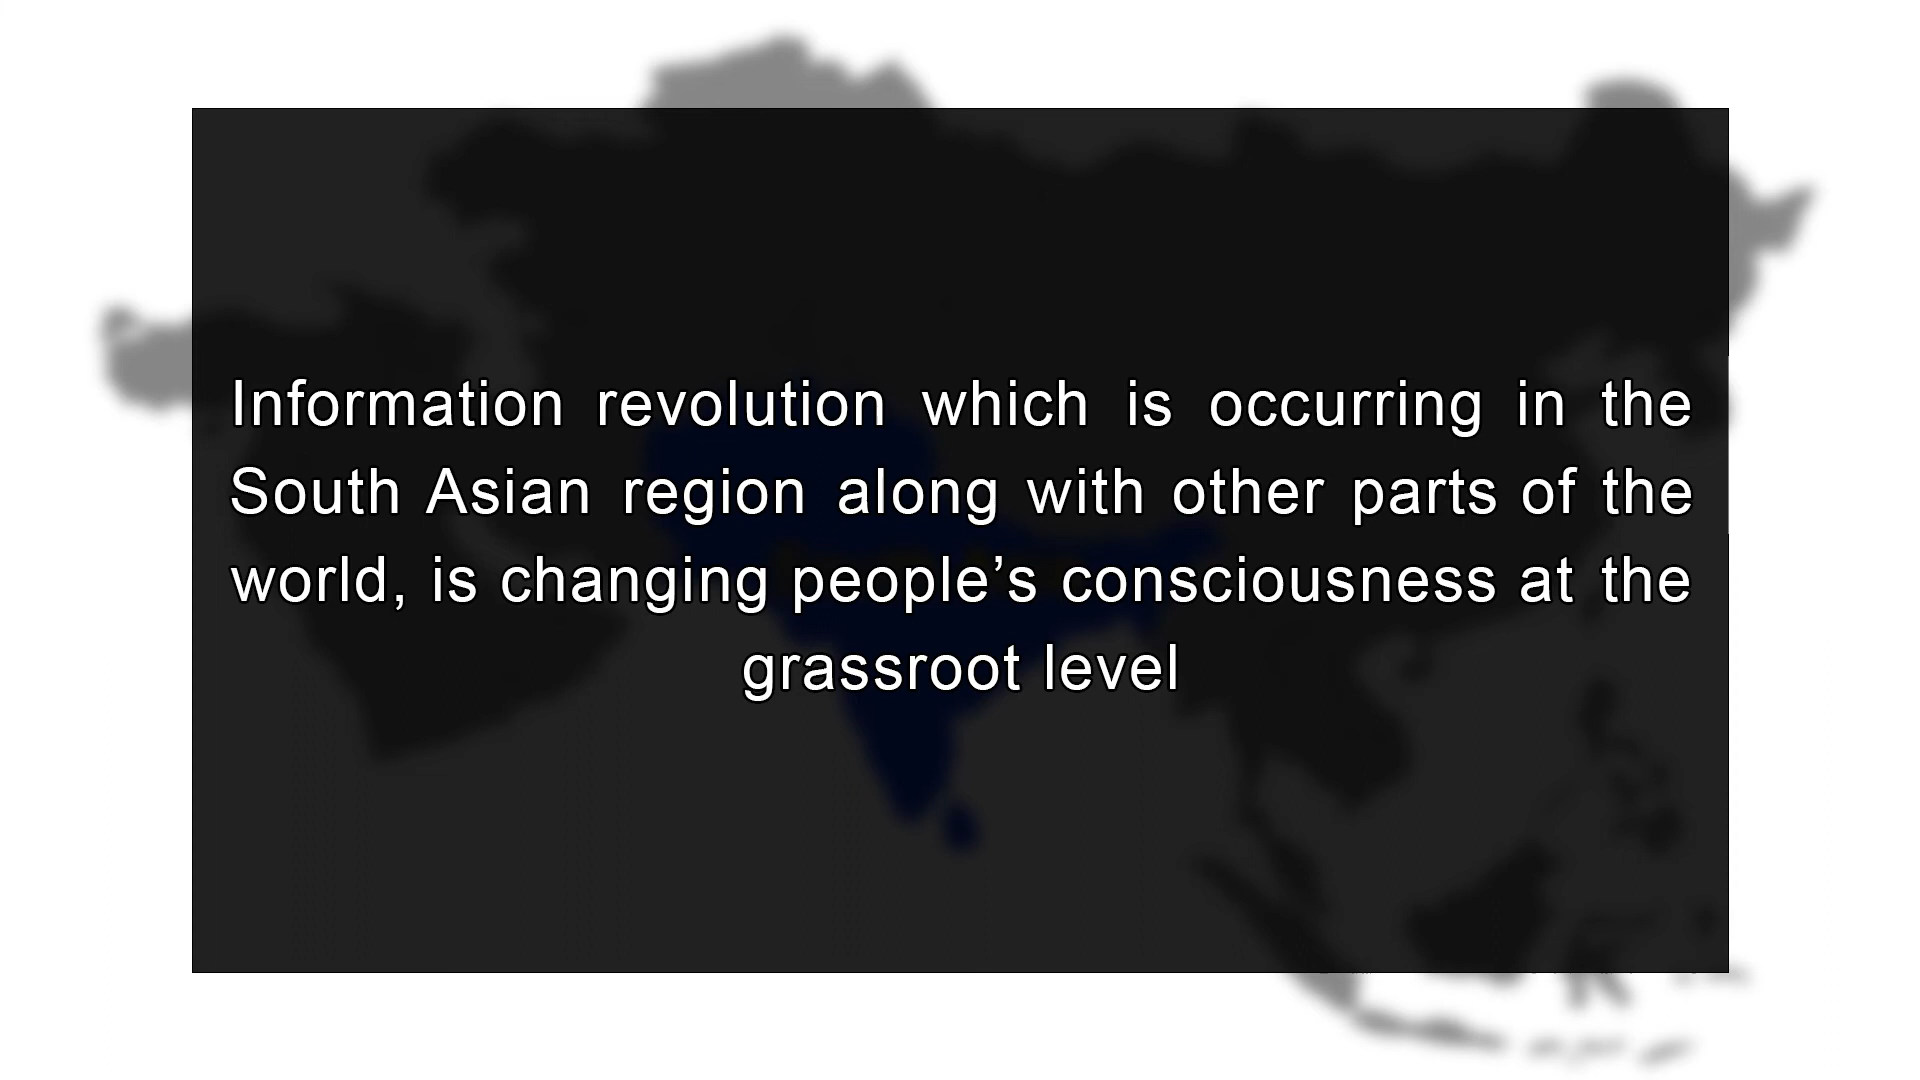 Information revolution which is occurring in the
South Asian region along with other parts of the
world, is changing people’s consciousness at the
grassroot level